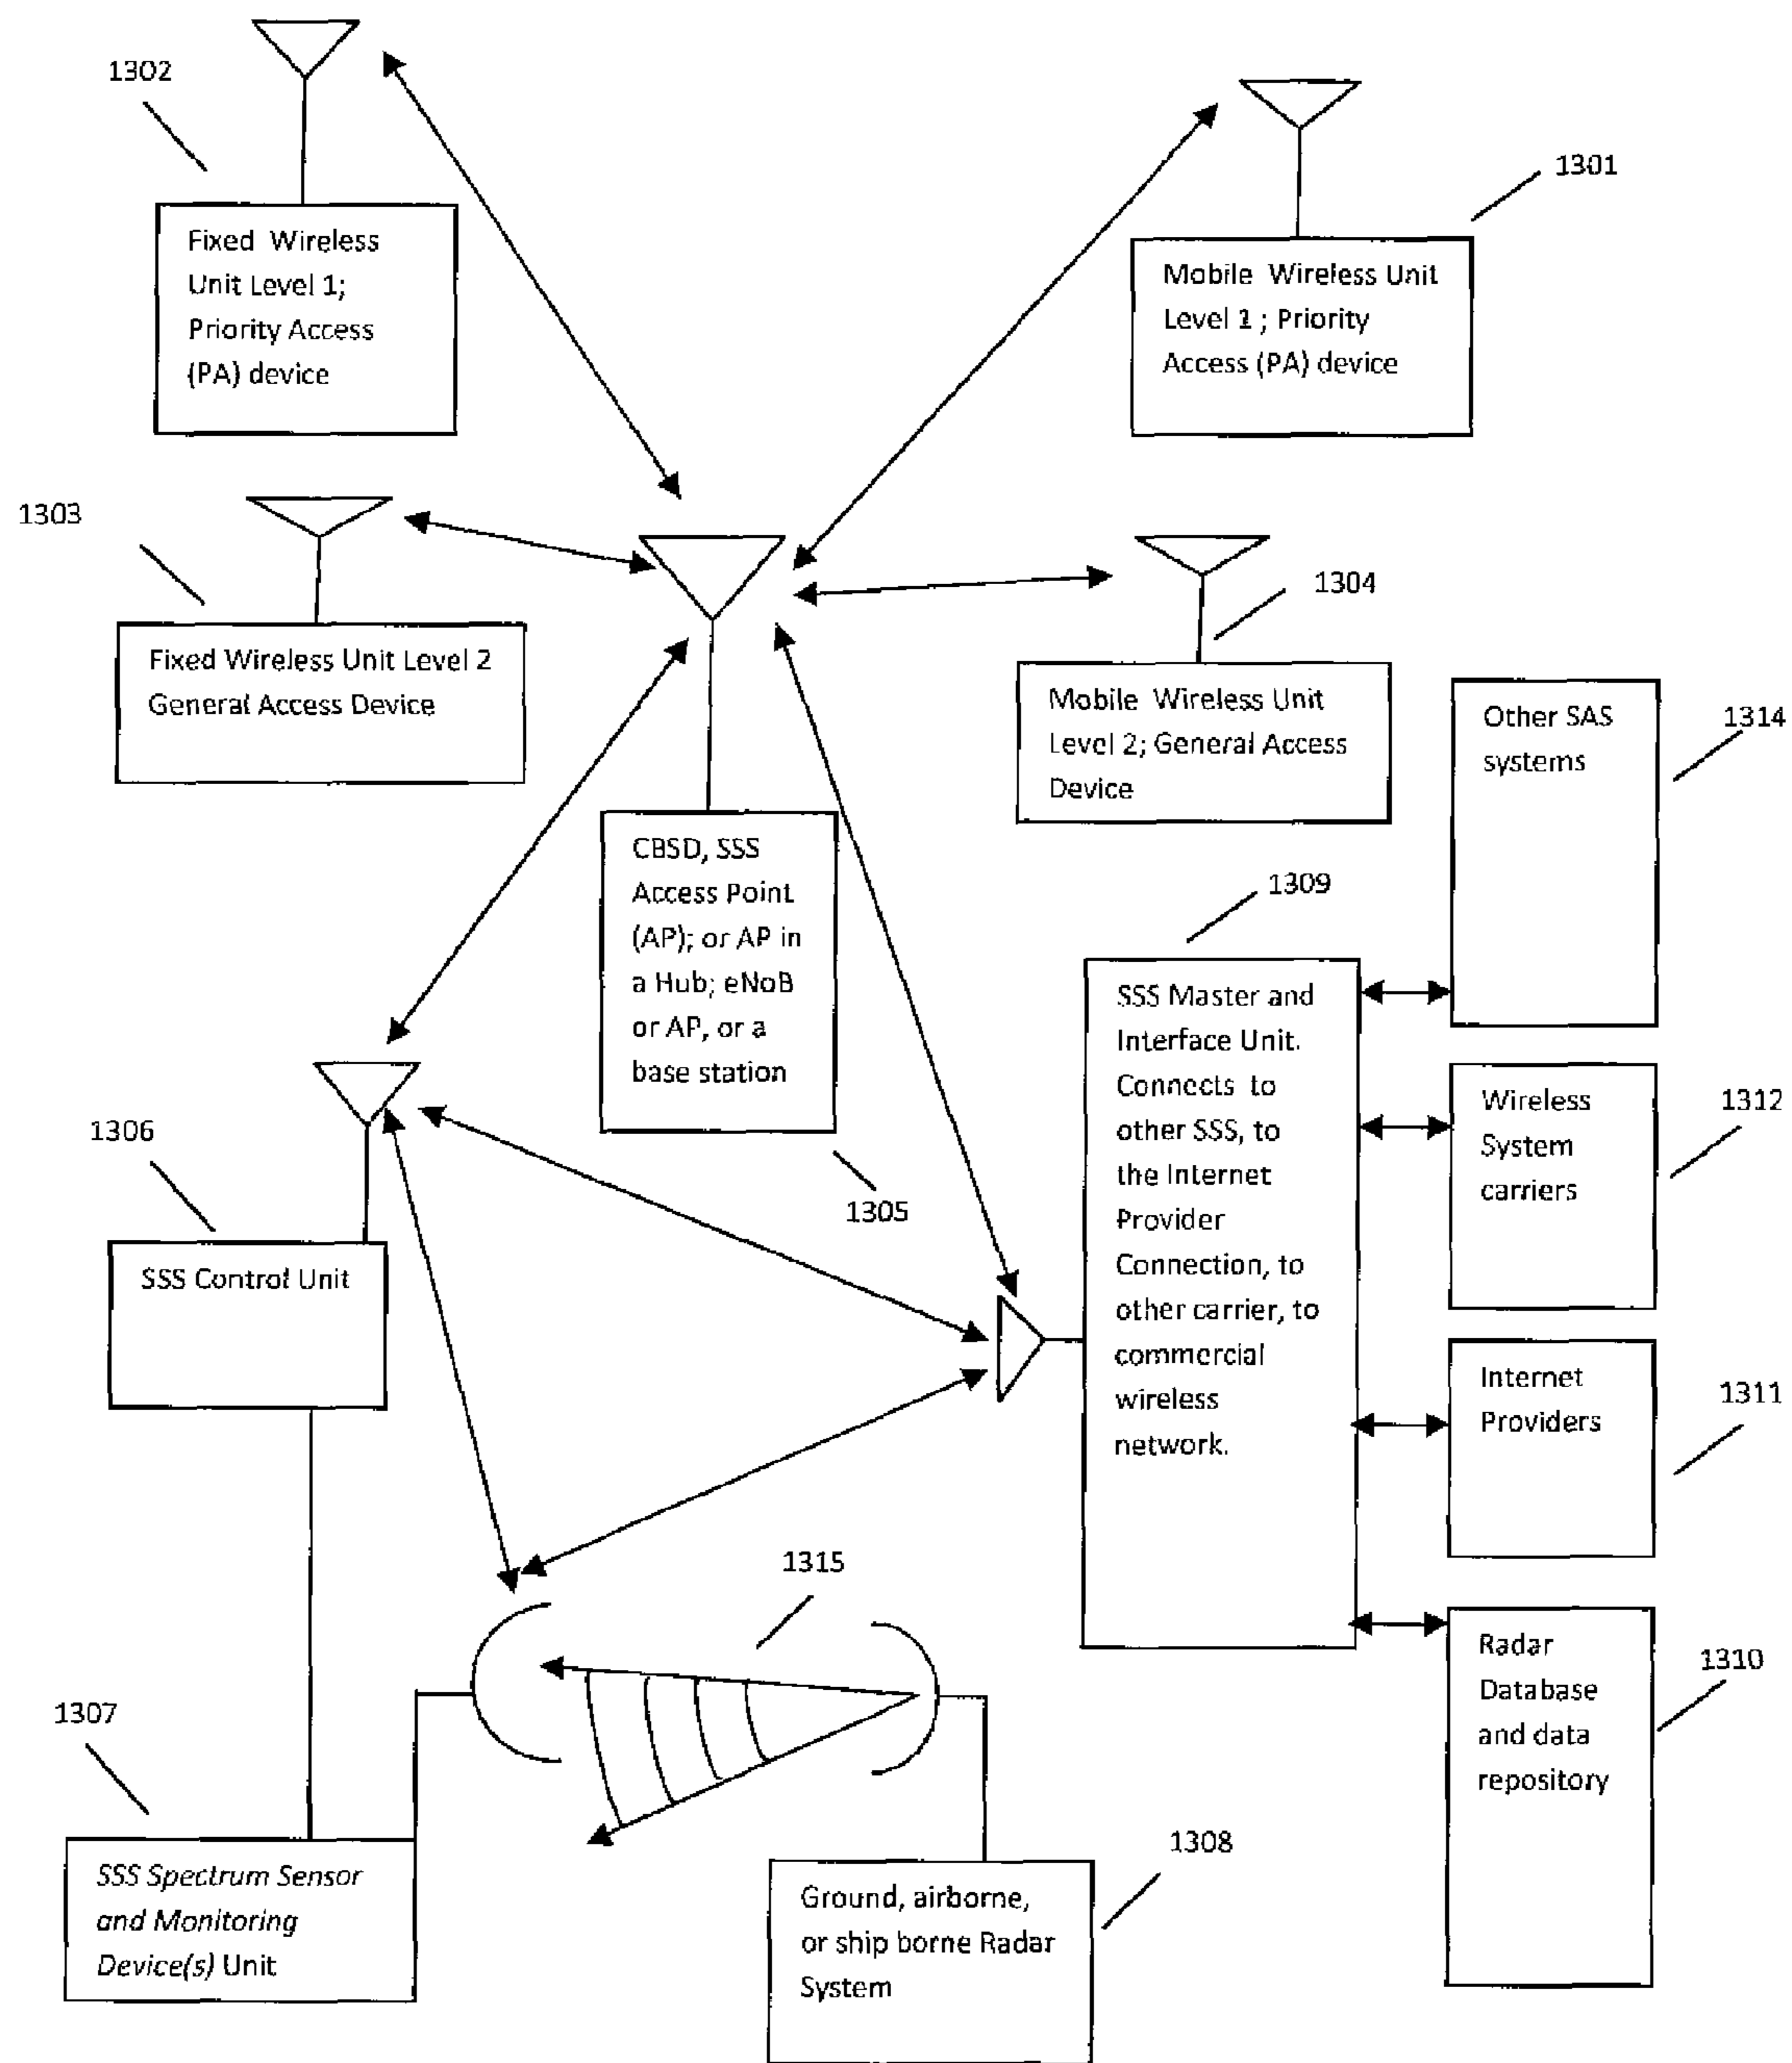 1302
Fixed Wireless
Unit Level 1;
Priority Access
(PA) device
1301
Mobile Wireless Unit
Level 1 ; Priority
Access (PA) device
1303
Fixed Wireless Unit Level 2
General Access Device
1304
Mobile Wireless Unit
Level 2; General Access
Device
Other SAS
systems
1314
CBSD, SSS
Access Point
(AP); or AP in
a Hub; eNoB
or AP, or a
base station
1305
1309
SSS Master and
Interface Unit.
Connects to
other SSS, to
the Internet
Provider
Connection, to
other carrier, to
commercial
wireless
network.
Wireless
System
carriers
1312
1306
SSS Control Unit
Internet
Providers
1311
1315
Radar
Database
and data
repository
1310
1307
SSS Spectrum Sensor
and Monitoring
Device(s) Unit
1308
Ground, airborne,
or ship borne Radar
System